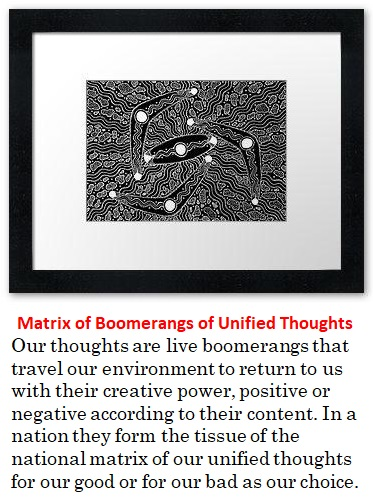 Matrix of Boomerangs of Unified Thoughts
Our thoughts are live boomerangs that
travel our environment to return to us
with their creative power, positive or
negative according to their content. In a
nation they form the tissue of the
national matrix of our unified thoughts
for our good or for our bad as our choice.